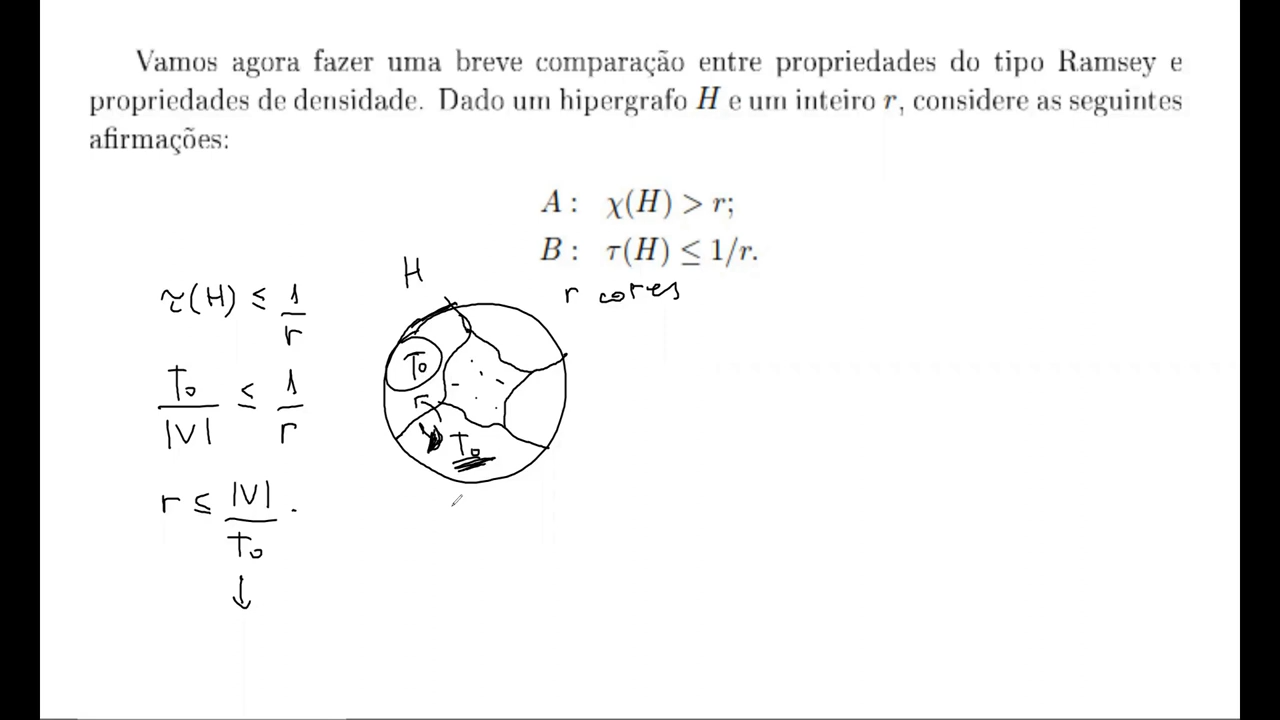 Vamos agora fazer uma breve comparação entre propriedades do tipo Ramsey e
propriedades de densidade. Dado um hipergrafo H e um inteiro r, considere as seguintes
afirmações:
A : χ(H) > r;
B : τ(H) ≤ 1/r.
H
r cores
τ(H) ≤ 1/r
T₀
T₀/|V| ≤ 1/r
T₀
r ≤ |V|/T₀ .
↓